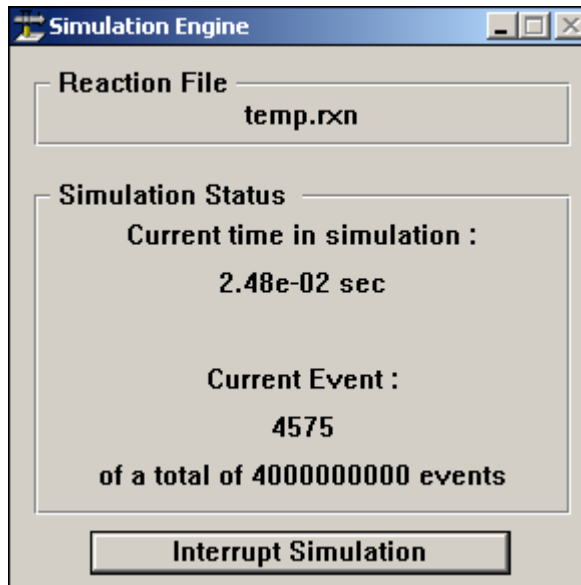 Simulation Engine
Reaction File
temp.rxn
Simulation Status
Current time in simulation :
2.48e-02 sec
Current Event :
4575
of a total of 4000000000 events
Interrupt Simulation